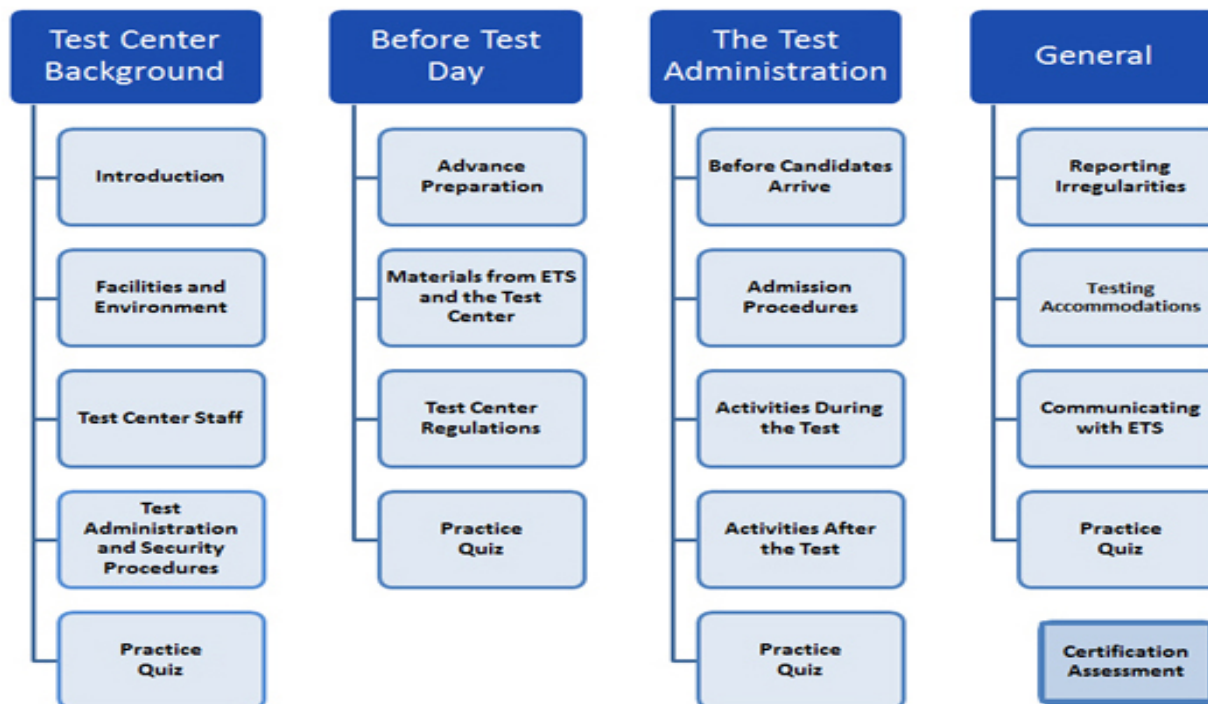 Test Center
Background
Introduction
Facilities and
Environment
Test Center Staff
Test
Administration
and Security
Procedures
Practice
Quiz
Before Test
Day
Advance
Preparation
Materials from ETS
and the Test
Center
Test Center
Regulations
Practice
Quiz
The Test
Administration
Before Candidates
Arrive
Admission
Procedures
Activities During
the Test
Activities After
the Test
Practice
Quiz
General
Reporting
Irregularities
Testing
Accommodations
Communicating
with ETS
Practice
Quiz
Certification
Assessment